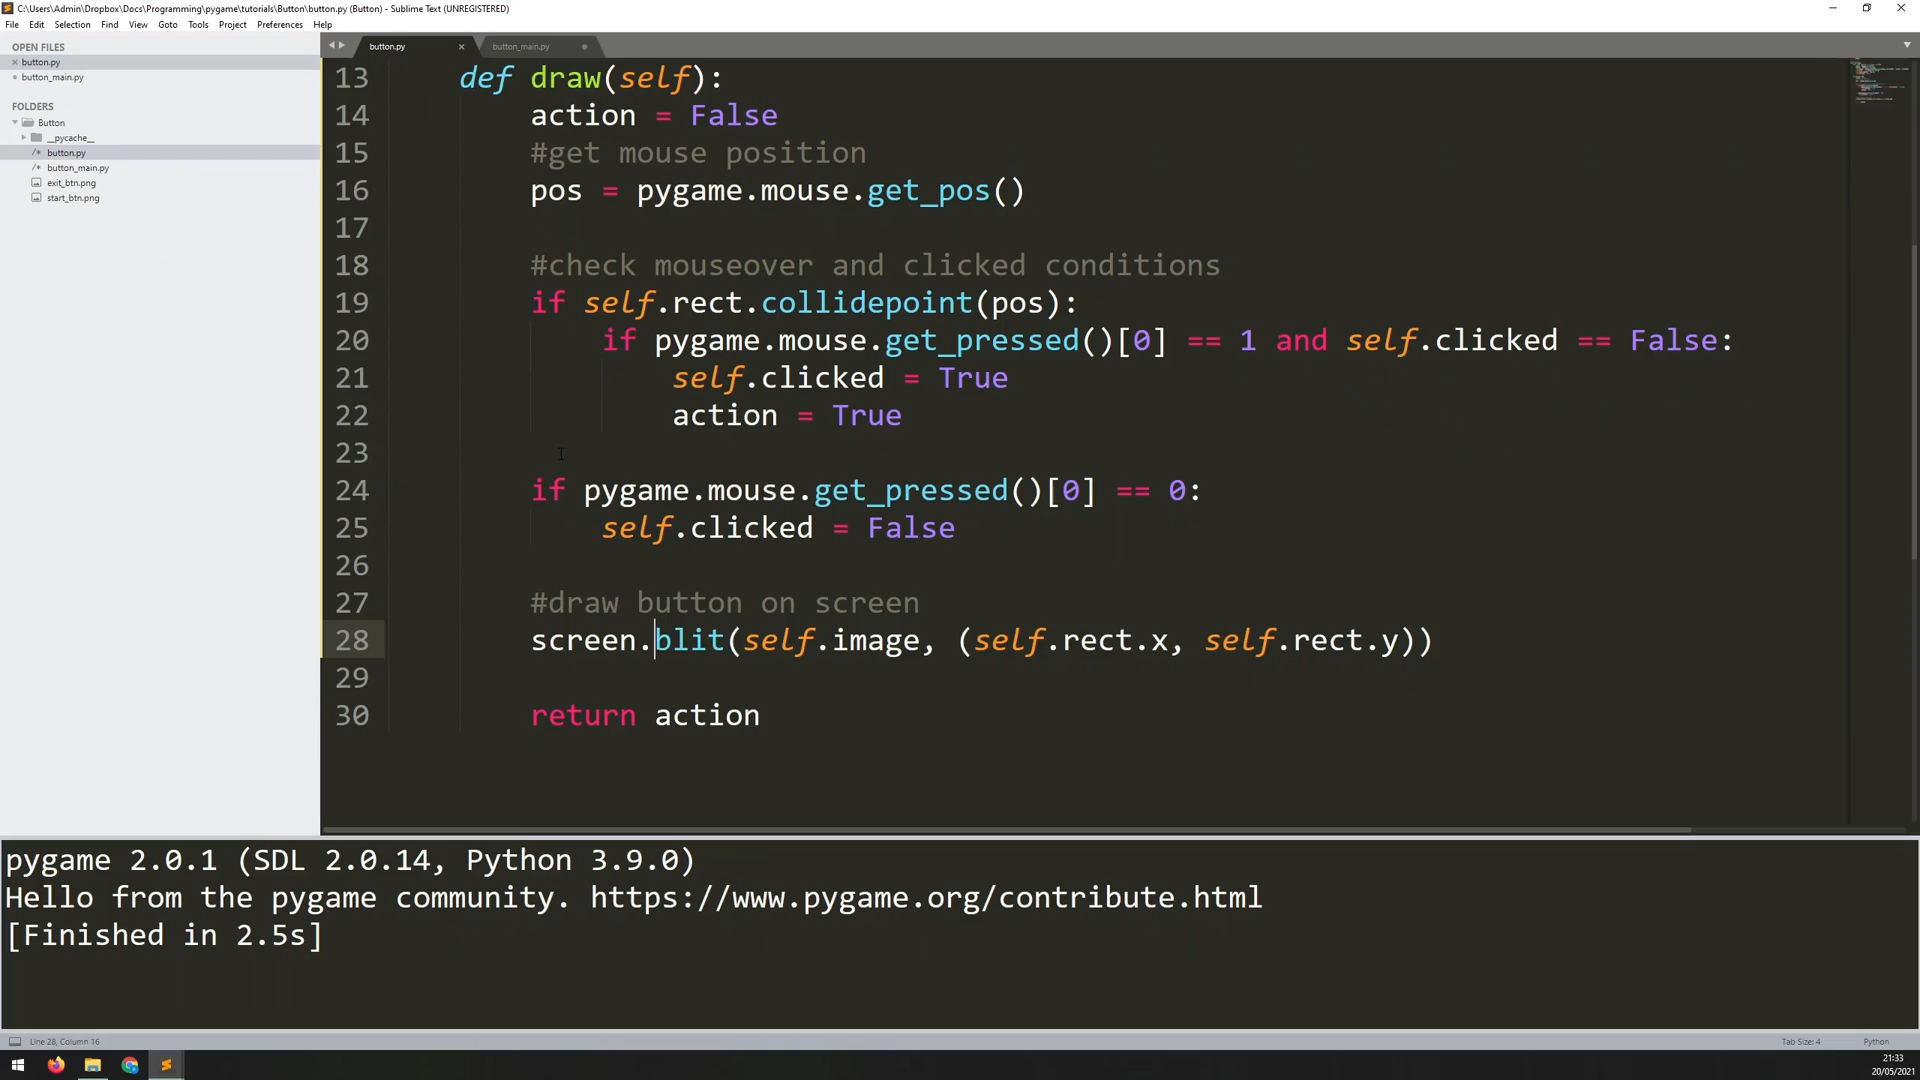 C:\Users\Admin\Dropbox\Docs\Programming\pygame\tutorials\Button\button.py (Button) - Sublime Text (UNREGISTERED)
File Edit Selection Find View Goto Tools Project Preferences Help
OPEN FILES
button.py
button_main.py
FOLDERS
Button
__pycache__
button.py
button_main.py
exit_btn.png
start_btn.png
button.py
button_main.py
13 def draw(self):
14 action = False
15 #get mouse position
16 pos = pygame.mouse.get_pos()
17
18 #check mouseover and clicked conditions
19 if self.rect.collidepoint(pos):
20 if pygame.mouse.get_pressed()[0] == 1 and self.clicked == False:
21 self.clicked = True
22 action = True
23
24 if pygame.mouse.get_pressed()[0] == 0:
25 self.clicked = False
26
27 #draw button on screen
28 screen.blit(self.image, (self.rect.x, self.rect.y))
29
30 return action
pygame 2.0.1 (SDL 2.0.14, Python 3.9.0)
Hello from the pygame community. https://www.pygame.org/contribute.html
[Finished in 2.5s]
Line 28, Column 16
Tab Size: 4
Python
21:33
20/05/2021